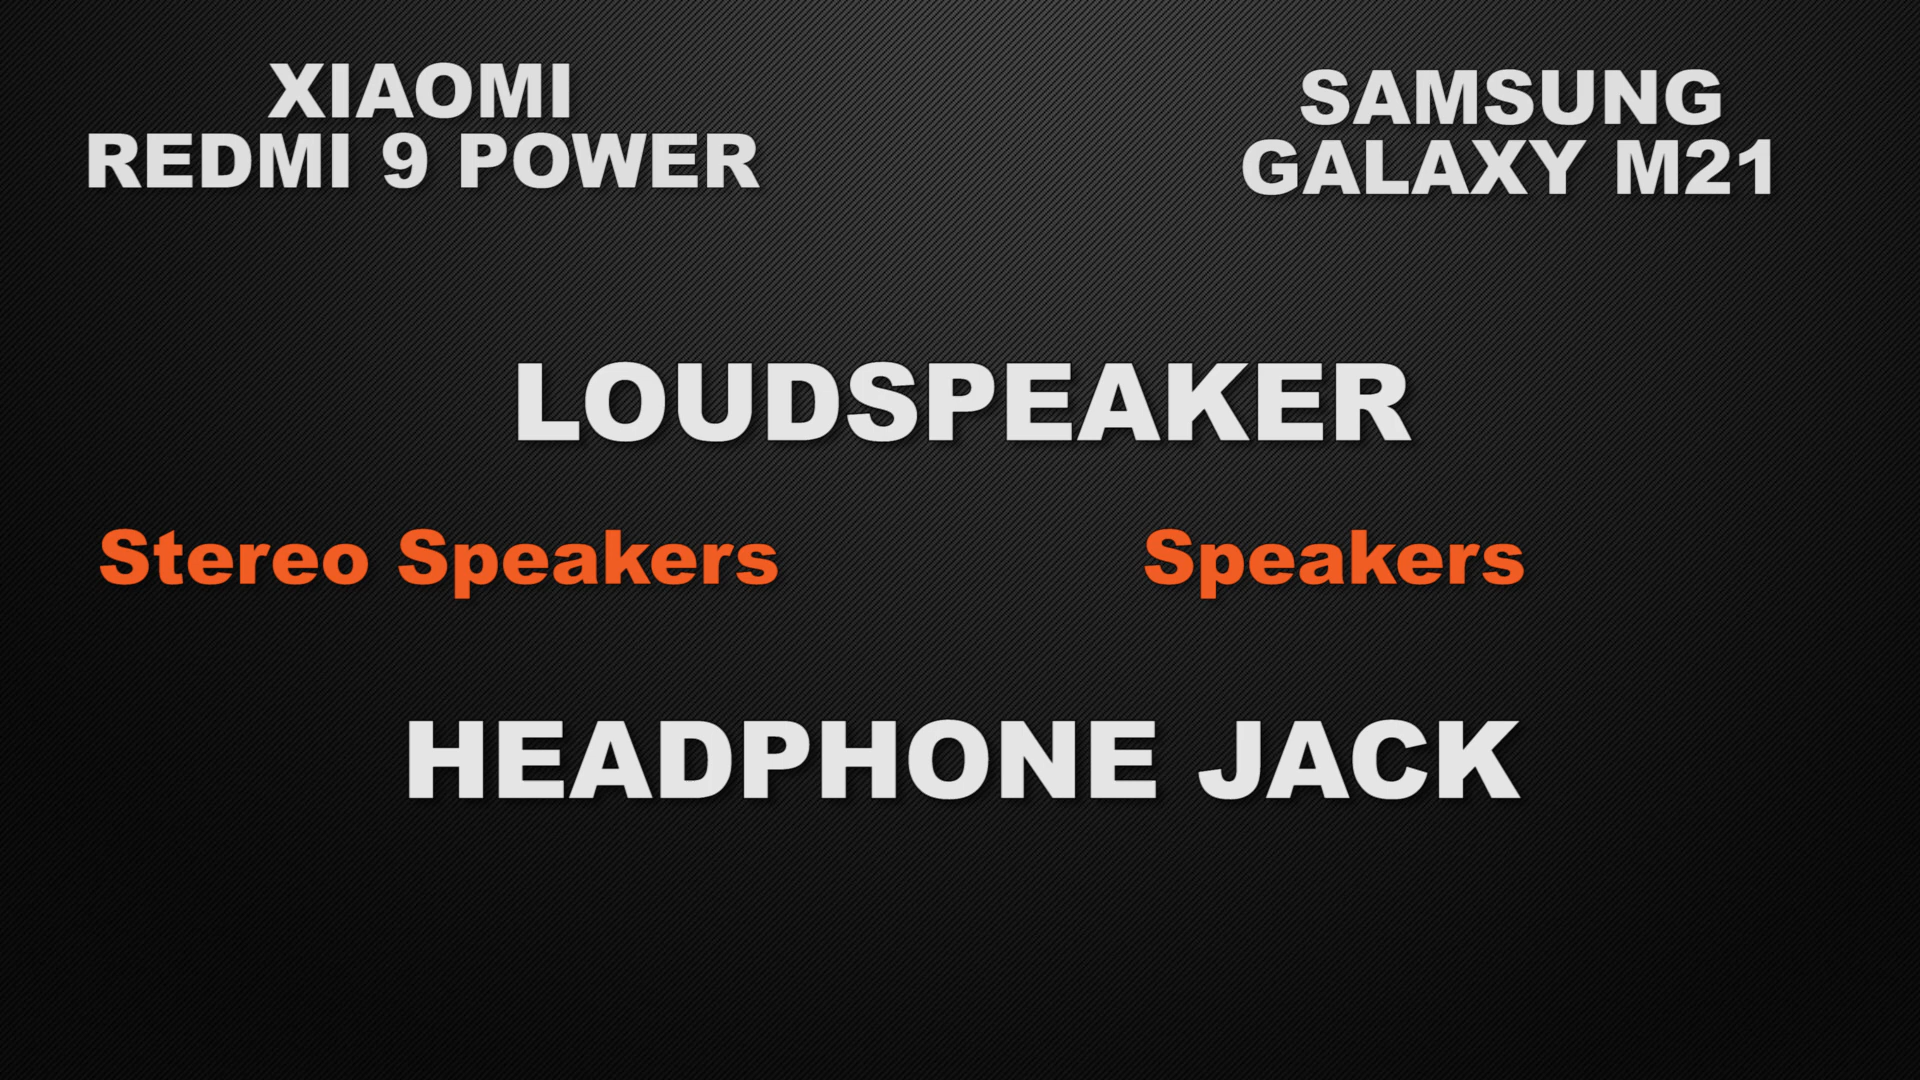 XIAOMI
REDMI 9 POWER
SAMSUNG
GALAXY M21
LOUDSPEAKER
Stereo Speakers
Speakers
HEADPHONE JACK